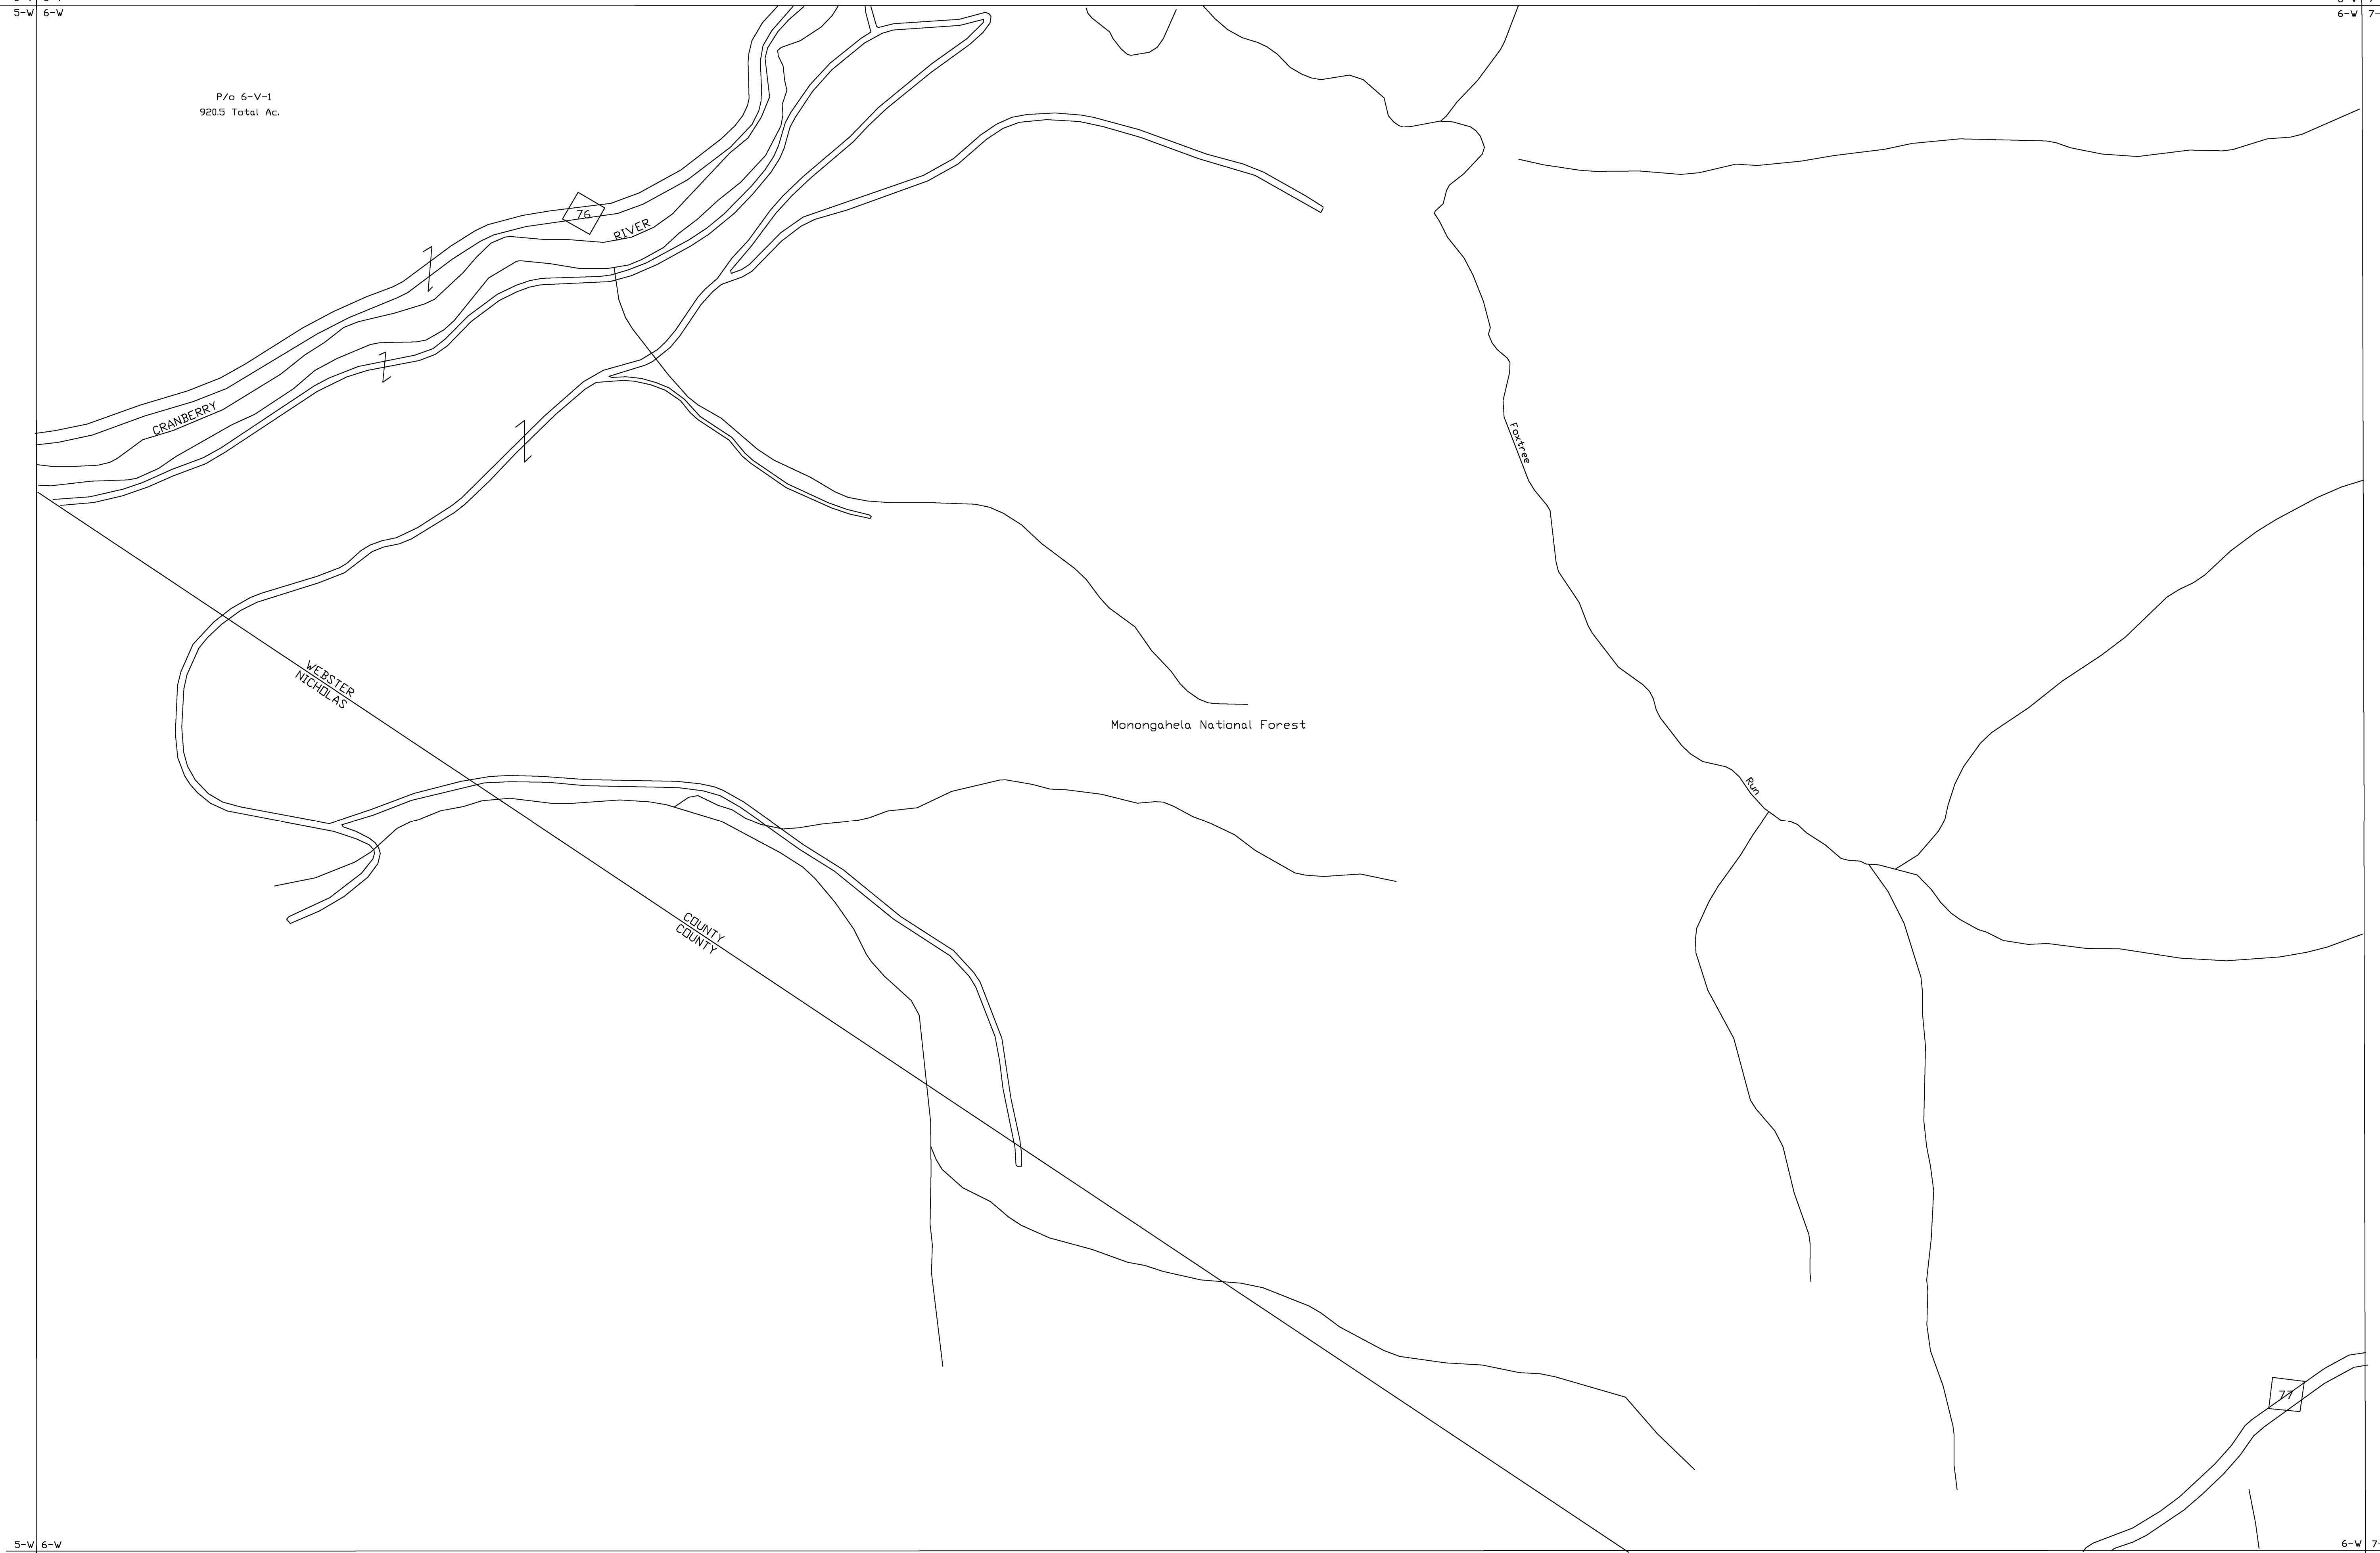 5-W 6-W
6-W 7-
P/o 6-V-1
920.5 Total Ac.
76
RIVER
CRANBERRY
Foxtree
WEBSTER
NICHOLAS
Monongahela National Forest
Run
COUNTY
COUNTY
77
5-W 6-W
6-W 7-